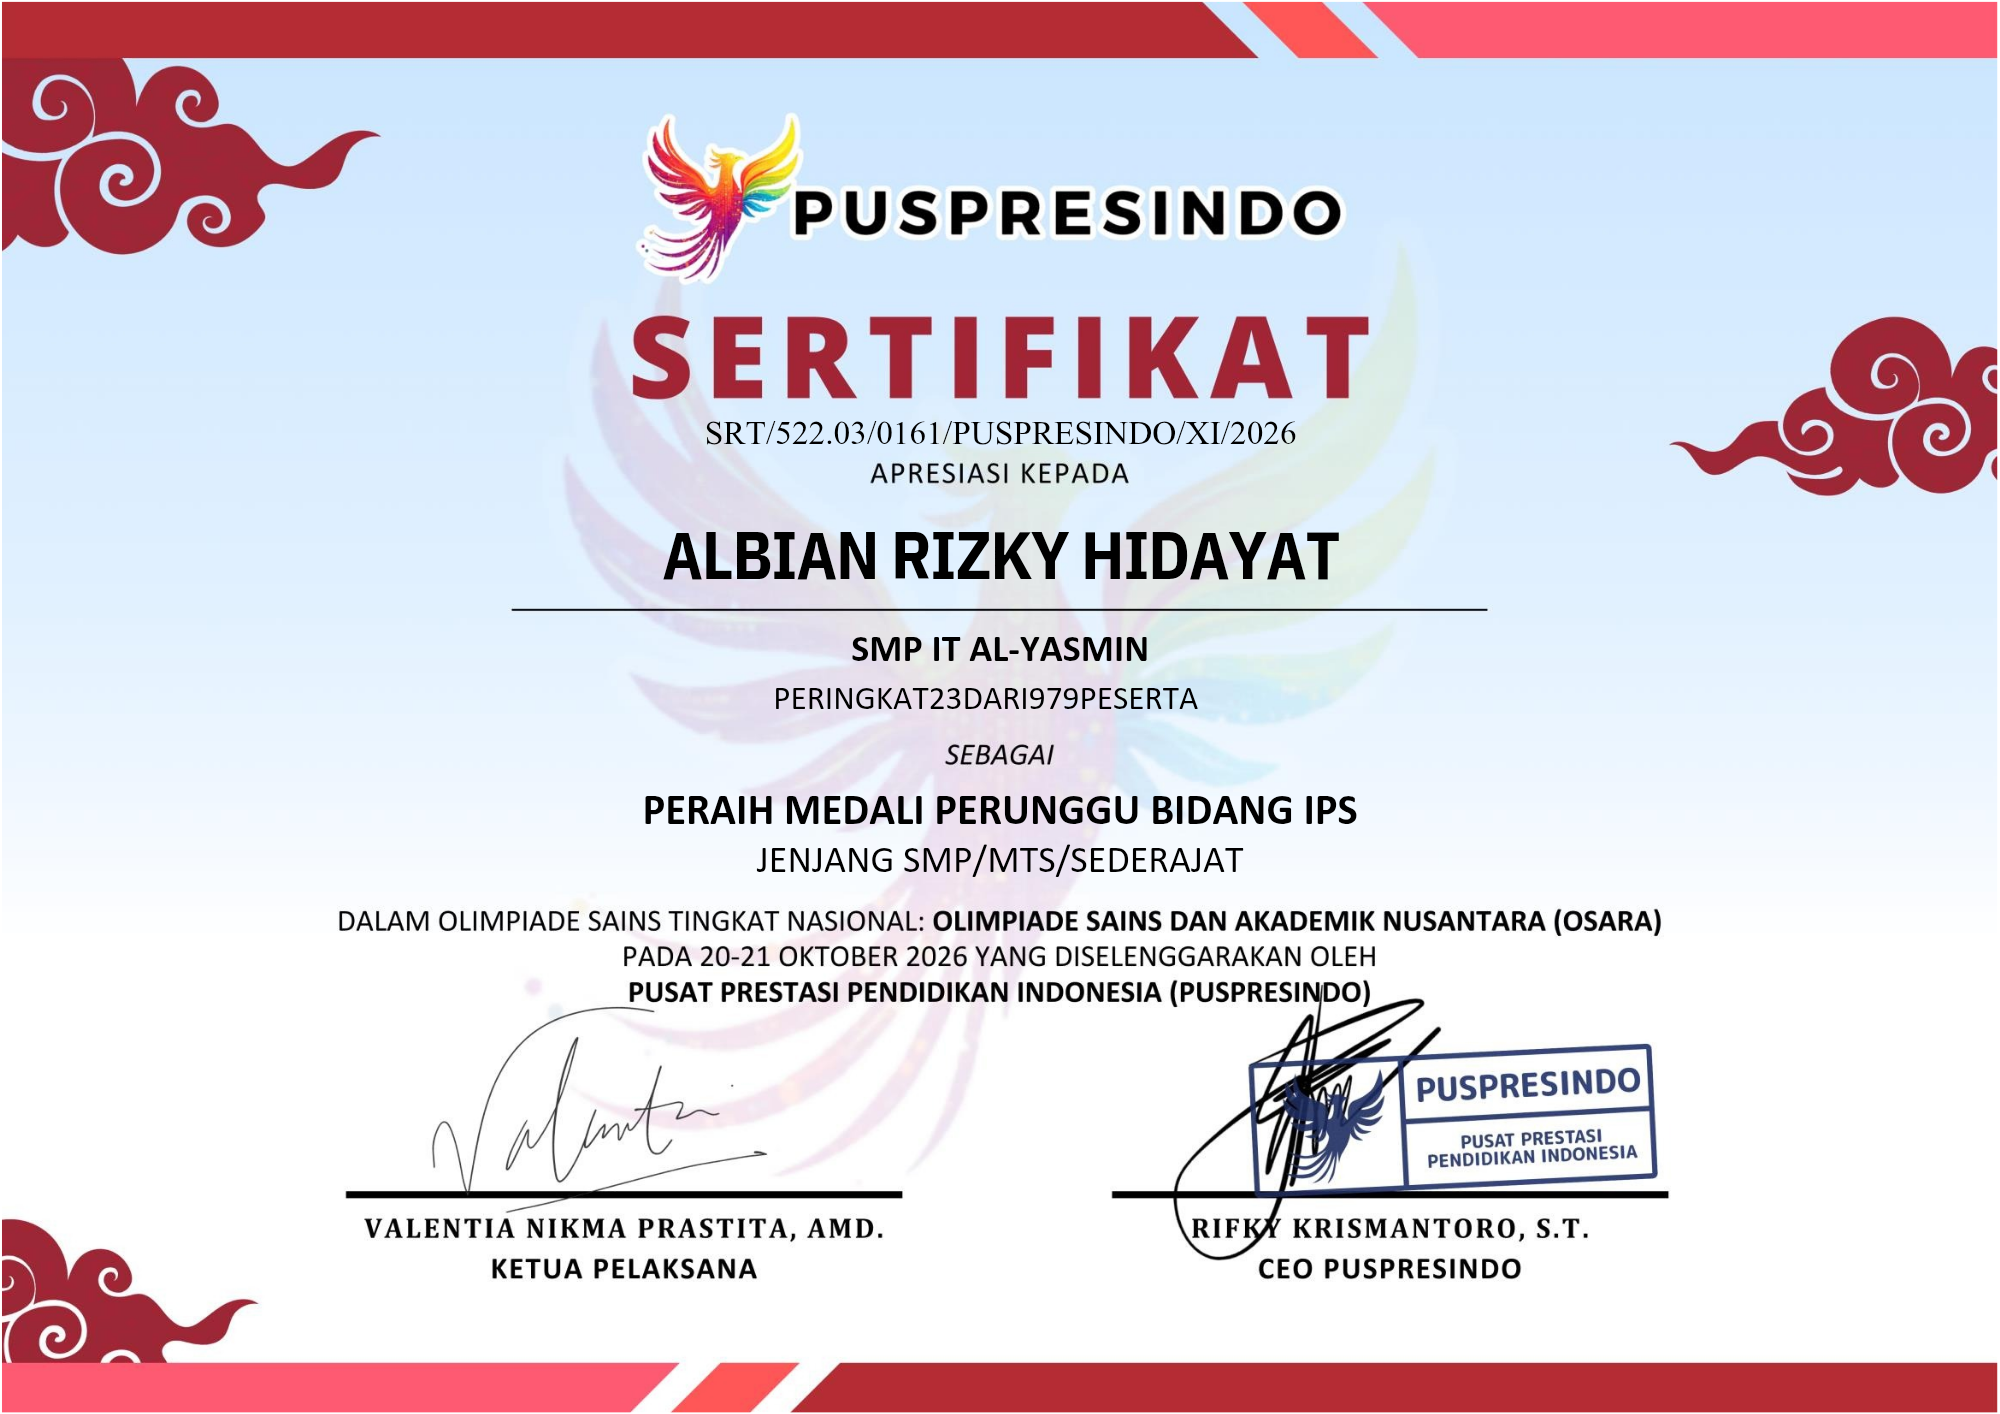 PUSPRESINDO
SERTIFIKAT
SRT/522.03/0161/PUSPRESINDO/XI/2026
APRESIASI KEPADA
ALBIAN RIZKY HIDAYAT
SMP IT AL-YASMIN
PERINGKAT23DARI979PESERTA
SEBAGAI
PERAIH MEDALI PERUNGGU BIDANG IPS
JENJANG SMP/MTS/SEDERAJAT
DALAM OLIMPIADE SAINS TINGKAT NASIONAL: OLIMPIADE SAINS DAN AKADEMIK NUSANTARA (OSARA)
PADA 20-21 OKTOBER 2026 YANG DISELENGGARAKAN OLEH
PUSAT PRESTASI PENDIDIKAN INDONESIA (PUSPRESINDO)
PUSPRESINDO
PUSAT PRESTASI
PENDIDIKAN INDONESIA
VALENTIA NIKMA PRASTITA, AMD.
KETUA PELAKSANA
RIFKY KRISMANTORO, S.T.
CEO PUSPRESINDO